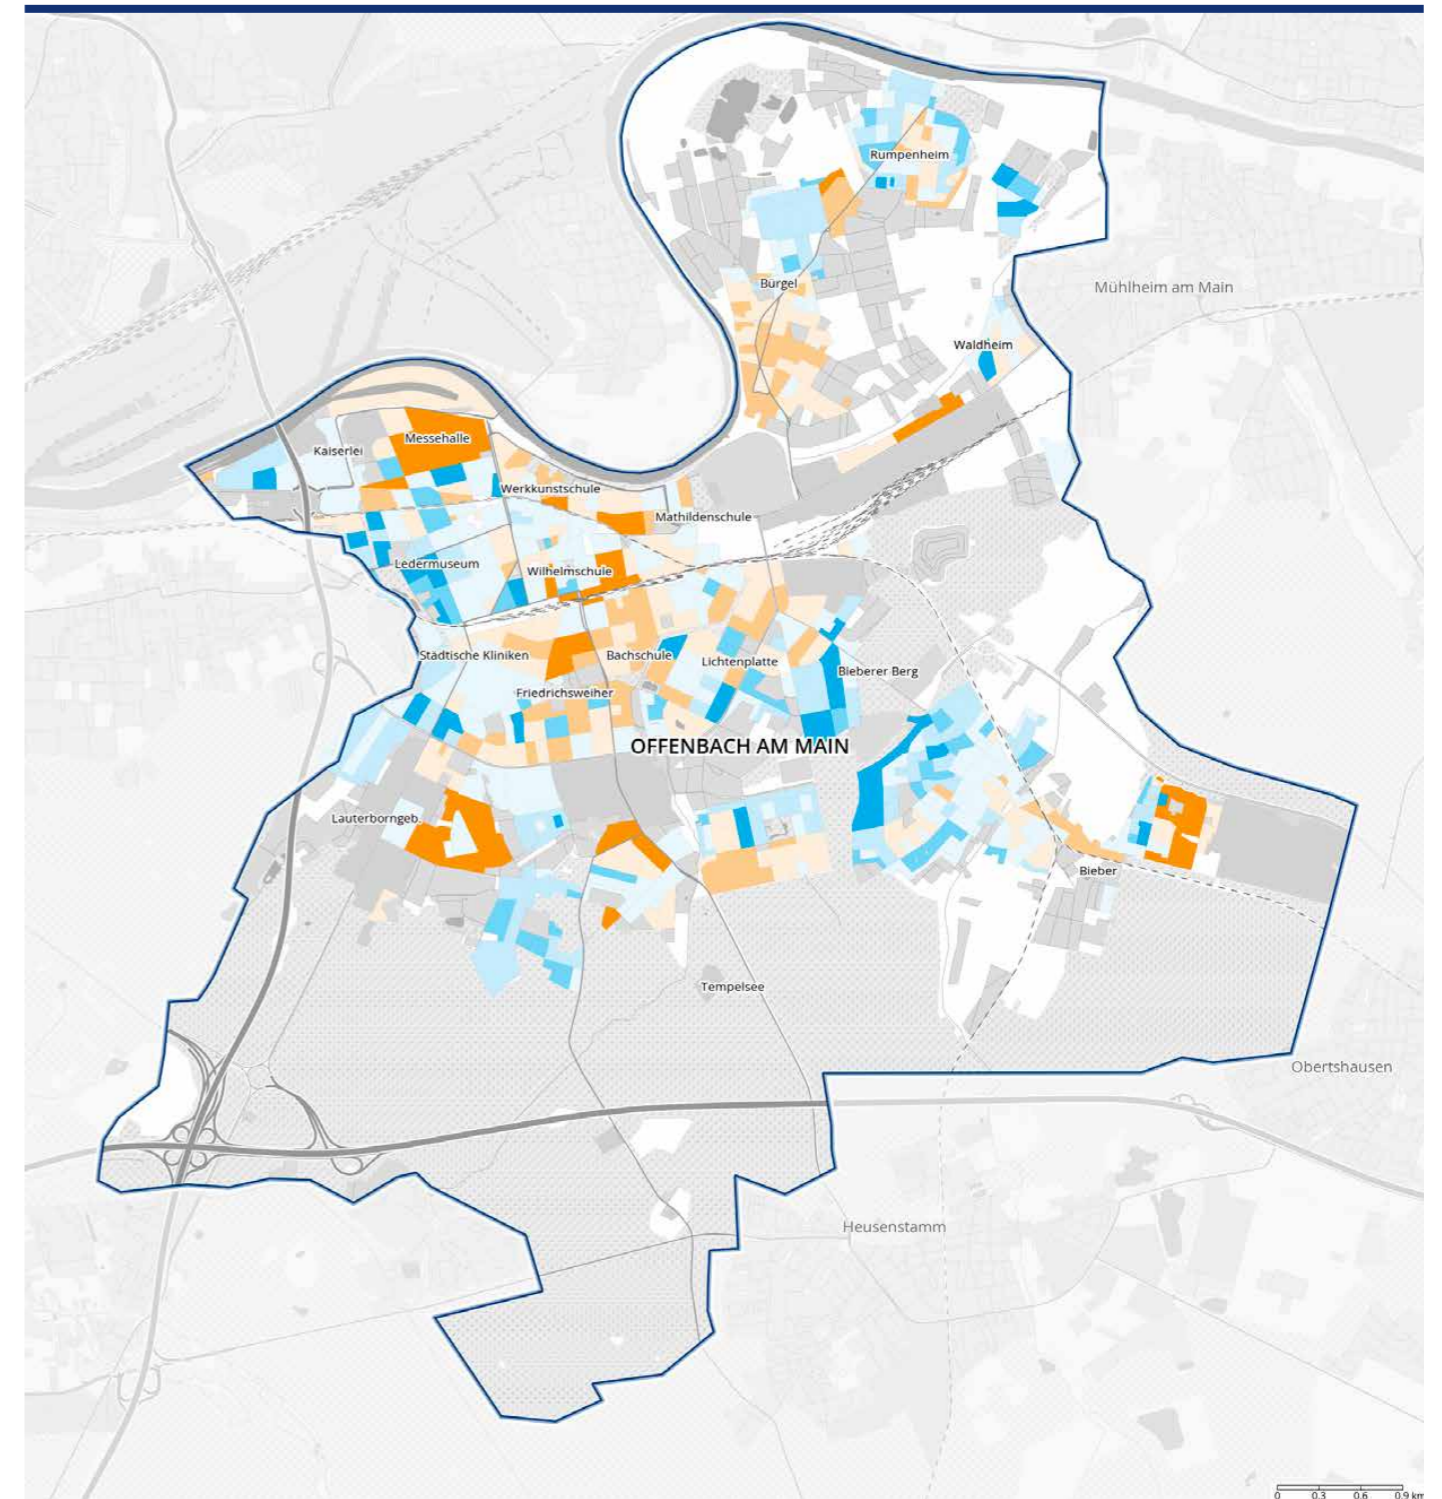 Rumpenheim
Bürgel
Mühlheim am Main
Waldheim
Messehalle
Kaiserlei
Werkkunstschule
Mathildenschule
Ledermuseum
Wilhelmschule
Städtische Kliniken
Bachschule
Lichtenplatte
Bieberer Berg
Friedrichsweiher
OFFENBACH AM MAIN
Lauterborngeb.
Bieber
Tempelsee
Obertshausen
Heusenstamm
0 0.3 0.6 0.9 km